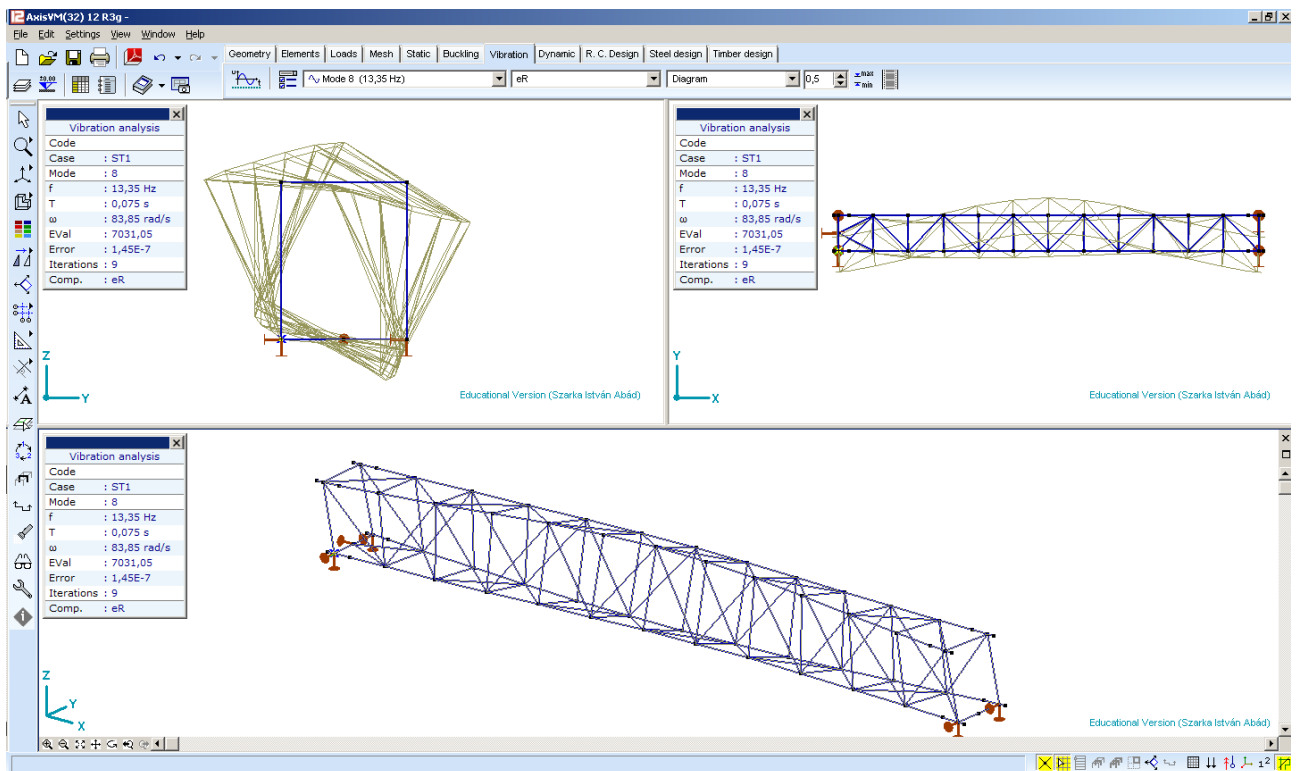 AxisVM(32) 12 R3g -
File Edit Settings View Window Help
Geometry Elements Loads Mesh Static Buckling Vibration Dynamic R. C. Design Steel design Timber design
Mode 8 (13,35 Hz) eR Diagram 0,5 max min
Vibration analysis
Code
Case : ST1
Mode : 8
f : 13,35 Hz
T : 0,075 s
ω : 83,85 rad/s
EVal : 7031,05
Error : 1,45E-7
Iterations : 9
Comp. : eR
Z
Y
Educational Version (Szarka István Abád)
Vibration analysis
Code
Case : ST1
Mode : 8
f : 13,35 Hz
T : 0,075 s
ω : 83,85 rad/s
EVal : 7031,05
Error : 1,45E-7
Iterations : 9
Comp. : eR
Y
X
Educational Version (Szarka István Abád)
Vibration analysis
Code
Case : ST1
Mode : 8
f : 13,35 Hz
T : 0,075 s
ω : 83,85 rad/s
EVal : 7031,05
Error : 1,45E-7
Iterations : 9
Comp. : eR
Z
Y
X
Educational Version (Szarka István Abád)